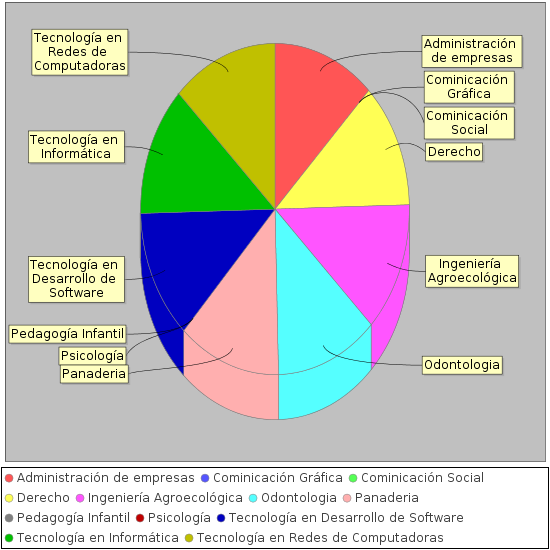 Tecnología en
Redes de
Computadoras
Administración
de empresas
Cominicación
Gráfica
Cominicación
Social
Tecnología en
Informática
Derecho
Tecnología en
Desarrollo de
Software
Ingeniería
Agroecológica
Pedagogía Infantil
Psicología
Panaderia
Odontologia
Administración de empresas Cominicación Gráfica Cominicación Social
Derecho Ingeniería Agroecológica Odontologia Panaderia
Pedagogía Infantil Psicología Tecnología en Desarrollo de Software
Tecnología en Informática Tecnología en Redes de Computadoras